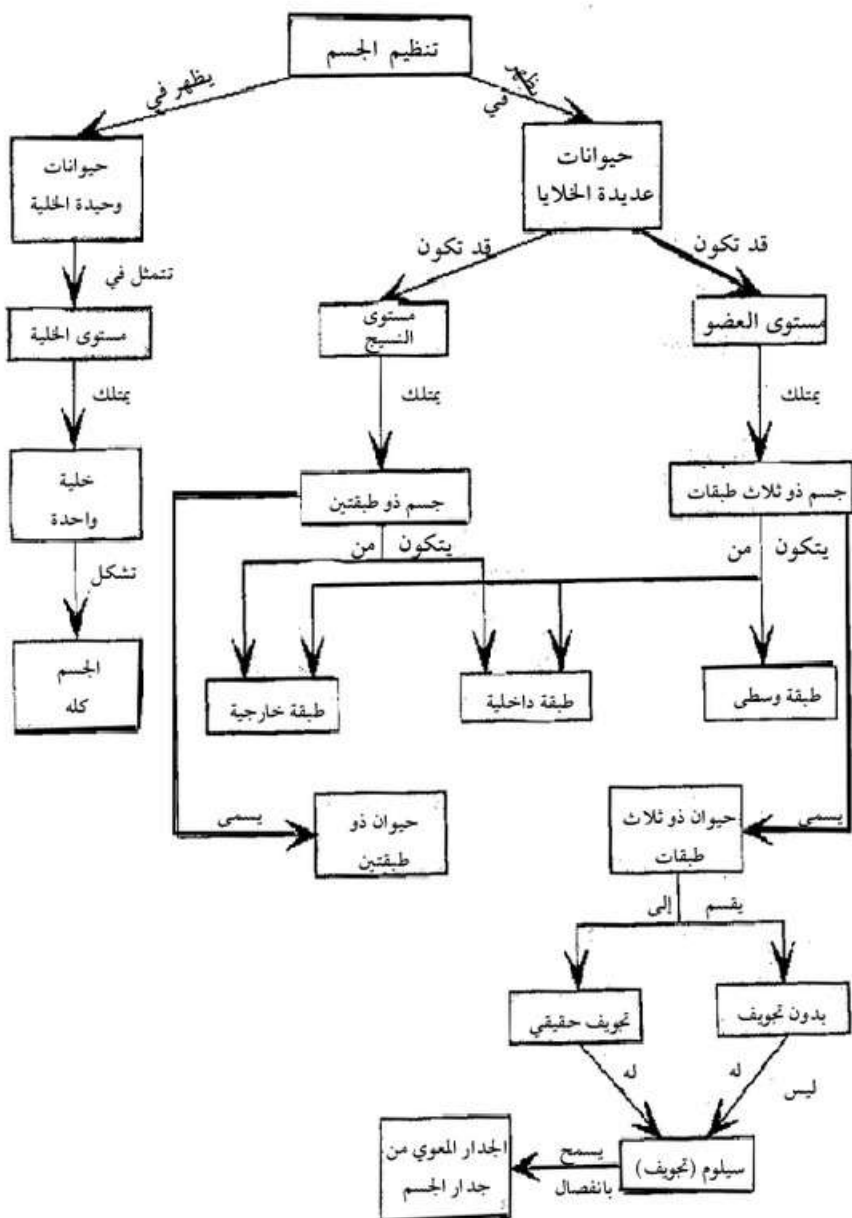 تنظيم الجسم
يظهر في
يظهر
في
حيوانات
عديدة الخلايا
حيوانات
وحيدة الخلية
قد تكون
قد تكون
تتمثل في
مستوى العضو
مستوى
النسيج
مستوى الخلية
يمتلك
يمتلك
يمتلك
جسم ذو ثلاث طبقات
جسم ذو طبقتين
خلية
واحدة
يتكون من
يتكون من
تشكل
طبقة وسطى
طبقة داخلية
طبقة خارجية
الجسم
كله
يسمى
حيوان ذو ثلاث
طبقات
يسمى
حيوان ذو
طبقتين
يقسم إلى
بدون تجويف
تجويف حقيقي
ليس له
له
سيلوم (تجويف)
يسمح
بانفصال
الجدار المعوي من
جدار الجسم